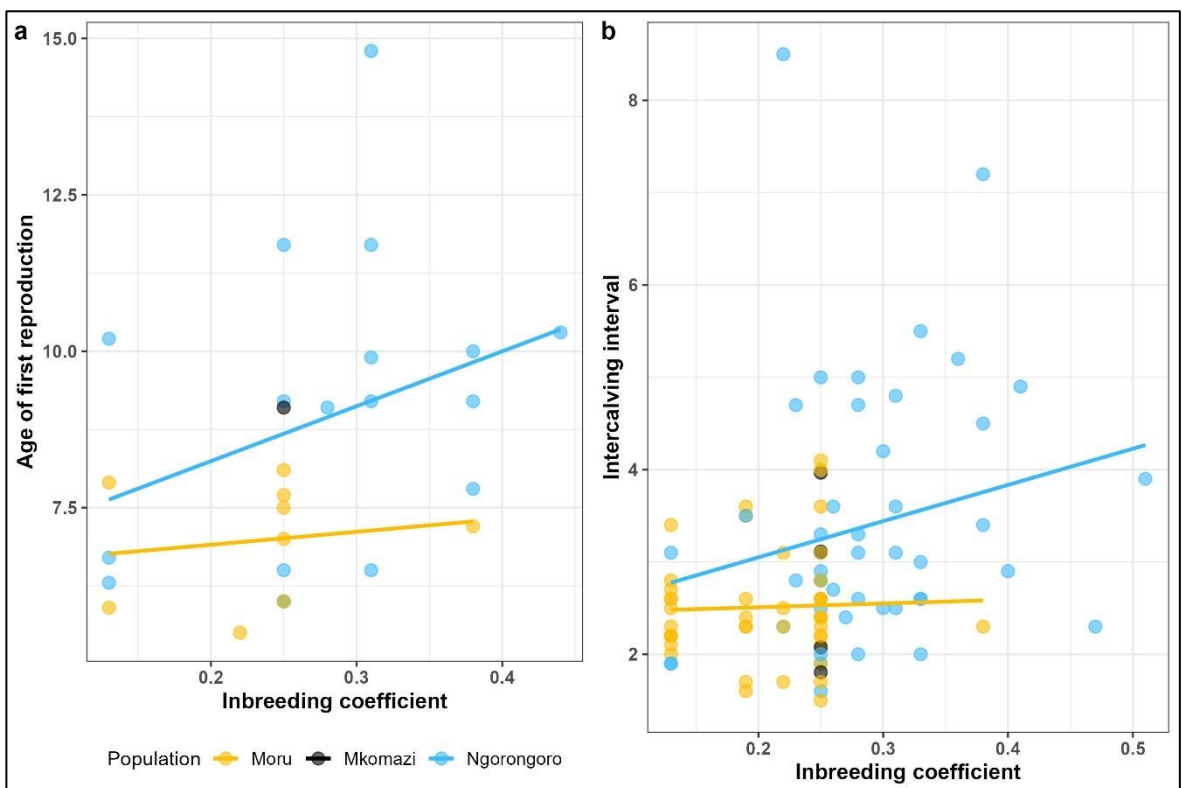 a
15.0
12.5
10.0
7.5
Age of first reproduction
0.2 0.3 0.4
Inbreeding coefficient
Population Moru Mkomazi Ngorongoro
b
8
6
4
2
Intercalving interval
0.2 0.3 0.4 0.5
Inbreeding coefficient